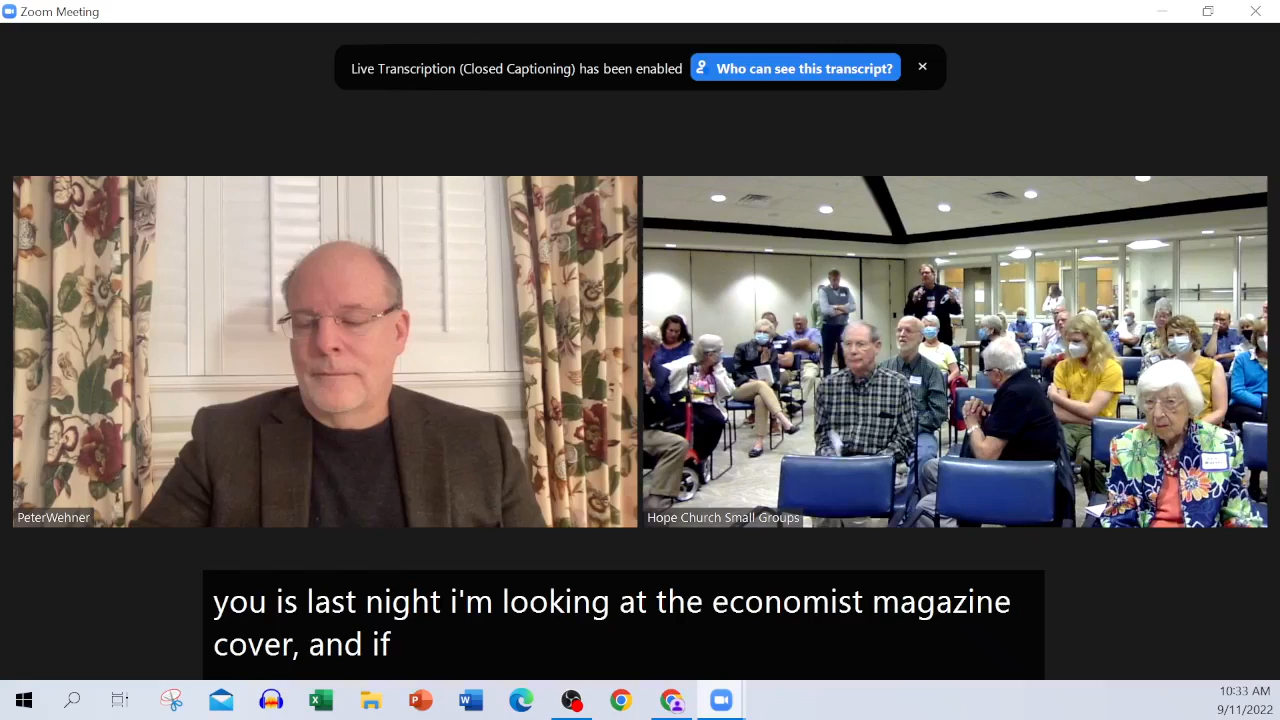 Zoom Meeting
Live Transcription (Closed Captioning) has been enabled
Who can see this transcript?
PeterWehner
Hope Church Small Groups
you is last night i'm looking at the economist magazine
cover, and if
10:33 AM
9/11/2022